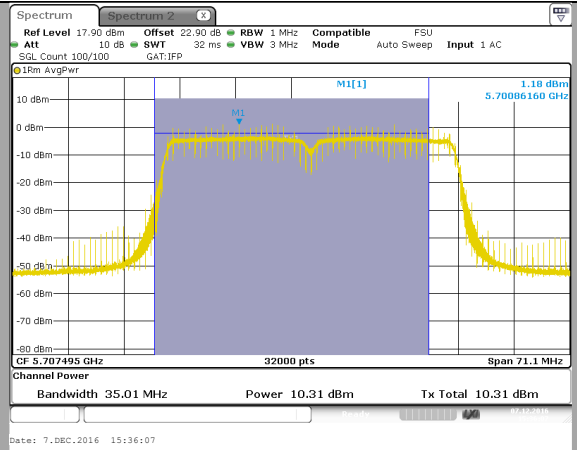 Spectrum Spectrum 2 X
Ref Level 17.90 dBm Offset 22.90 dB RBW 1 MHz Compatible FSU
Att 10 dB SWT 32 ms VBW 3 MHz Mode Auto Sweep Input 1 AC
SGL Count 100/100 GAT:IFP
1Rm AvgPwr
M1[1] 1.18 dBm
5.70086160 GHz
10 dBm
M1
0 dBm
-10 dBm
-20 dBm
-30 dBm
-40 dBm
-50 dBm
-60 dBm
-70 dBm
-80 dBm
CF 5.707495 GHz 32000 pts Span 71.1 MHz
Channel Power
Bandwidth 35.01 MHz Power 10.31 dBm Tx Total 10.31 dBm
Ready 07.12.2016
Date: 7.DEC.2016 15:36:07